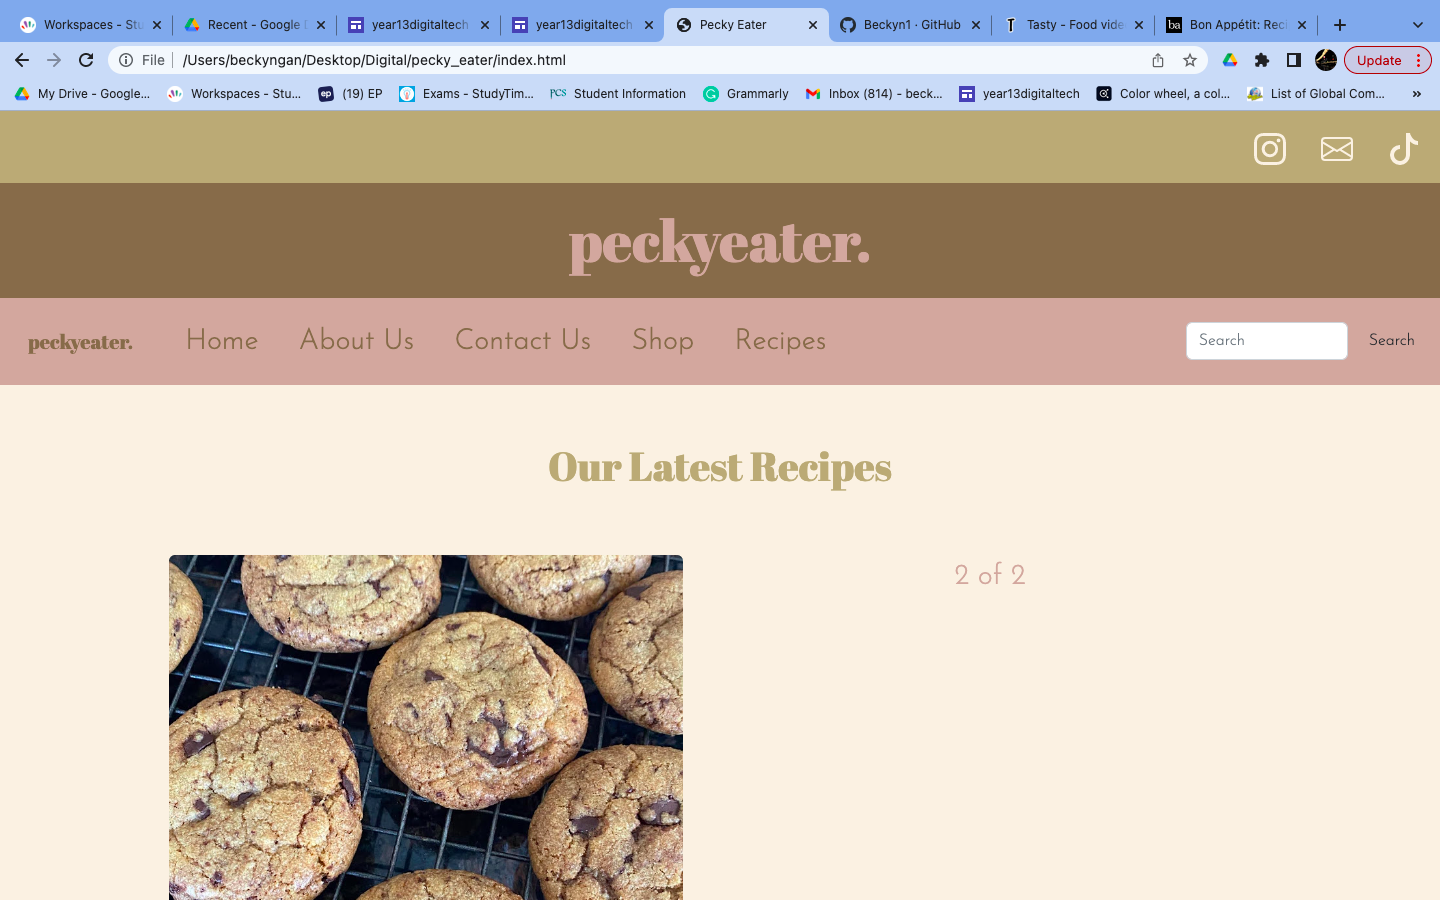 Workspaces - Stu
Recent - Google D
year13digitaltech
year13digitaltech
Pecky Eater
Beckyn1 · GitHub
Tasty - Food vide
ba
Bon Appétit: Reci
File
/Users/beckyngan/Desktop/Digital/pecky_eater/index.html
Update
My Drive - Google...
Workspaces - Stu...
ep
(19) EP
Exams - StudyTim...
PCS
Student Information
Grammarly
Inbox (814) - beck...
year13digitaltech
Color wheel, a col...
List of Global Com...
peckyeater.
peckyeater.
Home
About Us
Contact Us
Shop
Recipes
Search
Search
Our Latest Recipes
2 of 2